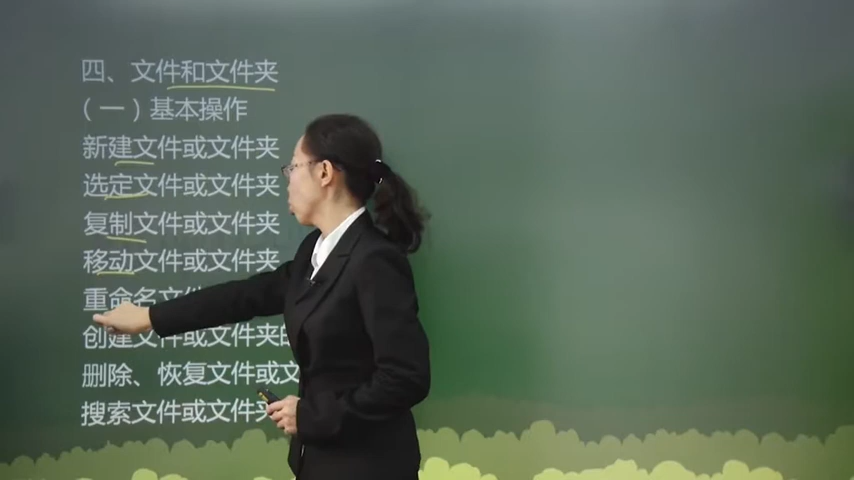 四、文件和文件夹
（一）基本操作
新建文件或文件夹
选定文件或文件夹
复制文件或文件夹
移动文件或文件夹
重命名文件
创建文件或文件夹的
删除、恢复文件或文
搜索文件或文件夹